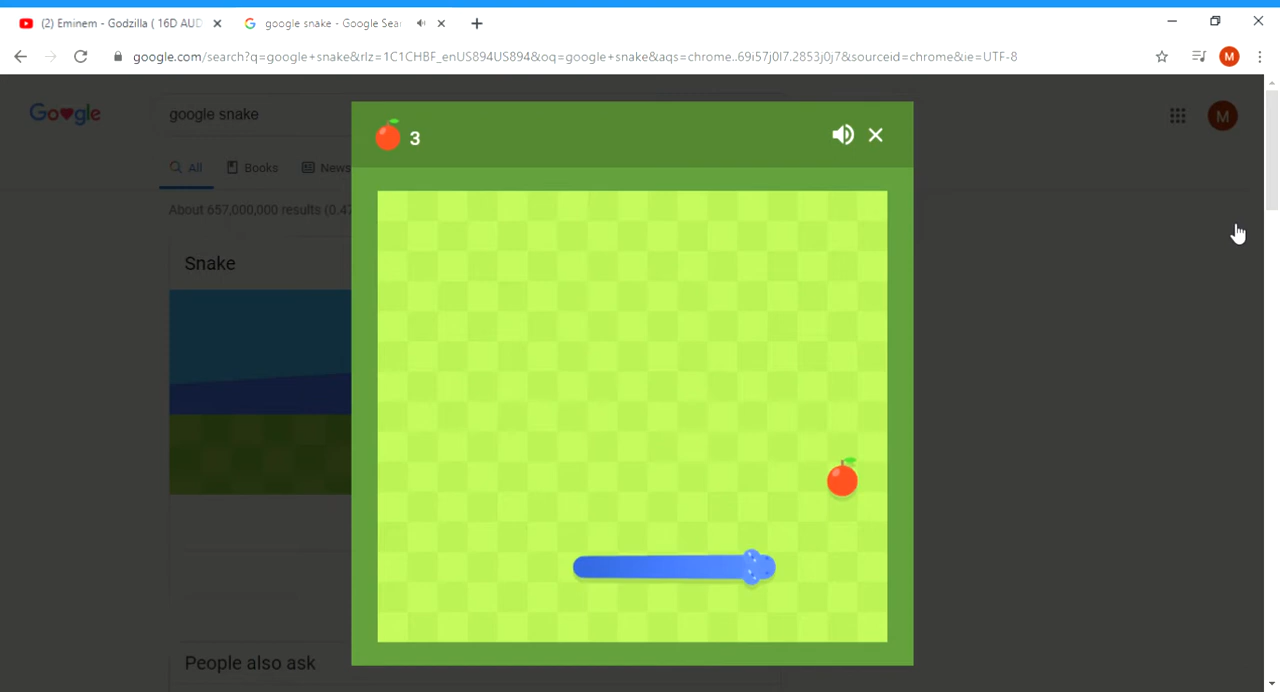 (2) Eminem - Godzilla ( 16D AUD
google snake - Google Sear
google.com/search?q=google+snake&rlz=1C1CHBF_enUS894US894&oq=google+snake&aqs=chrome..69i57j0l7.2853j0j7&sourceid=chrome&ie=UTF-8
M
google snake
M
All
Books
News
3
About 657,000,000 results (0.47
Snake
People also ask